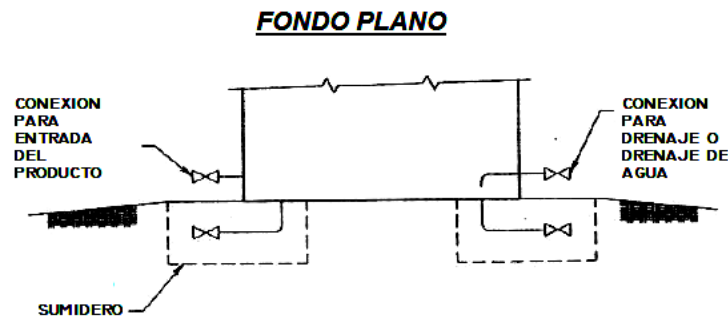 FONDO PLANO
CONEXION
PARA
ENTRADA
DEL
PRODUCTO
CONEXION
PARA
DRENAJE O
DRENAJE DE
AGUA
SUMIDERO